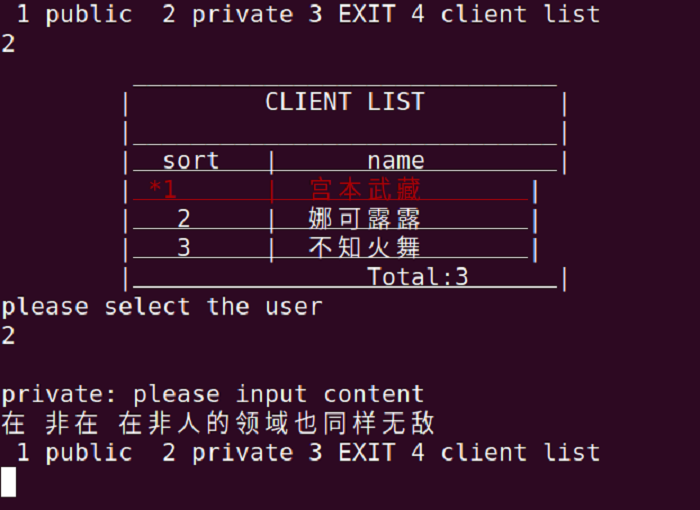 1 public  2 private 3 EXIT 4 client list
2
CLIENT LIST
sort | name
*1 | 宫本武藏
2 | 娜可露露
3 | 不知火舞
Total:3
please select the user
2
private: please input content
在 非在 在非人的领域也同样无敌
1 public  2 private 3 EXIT 4 client list